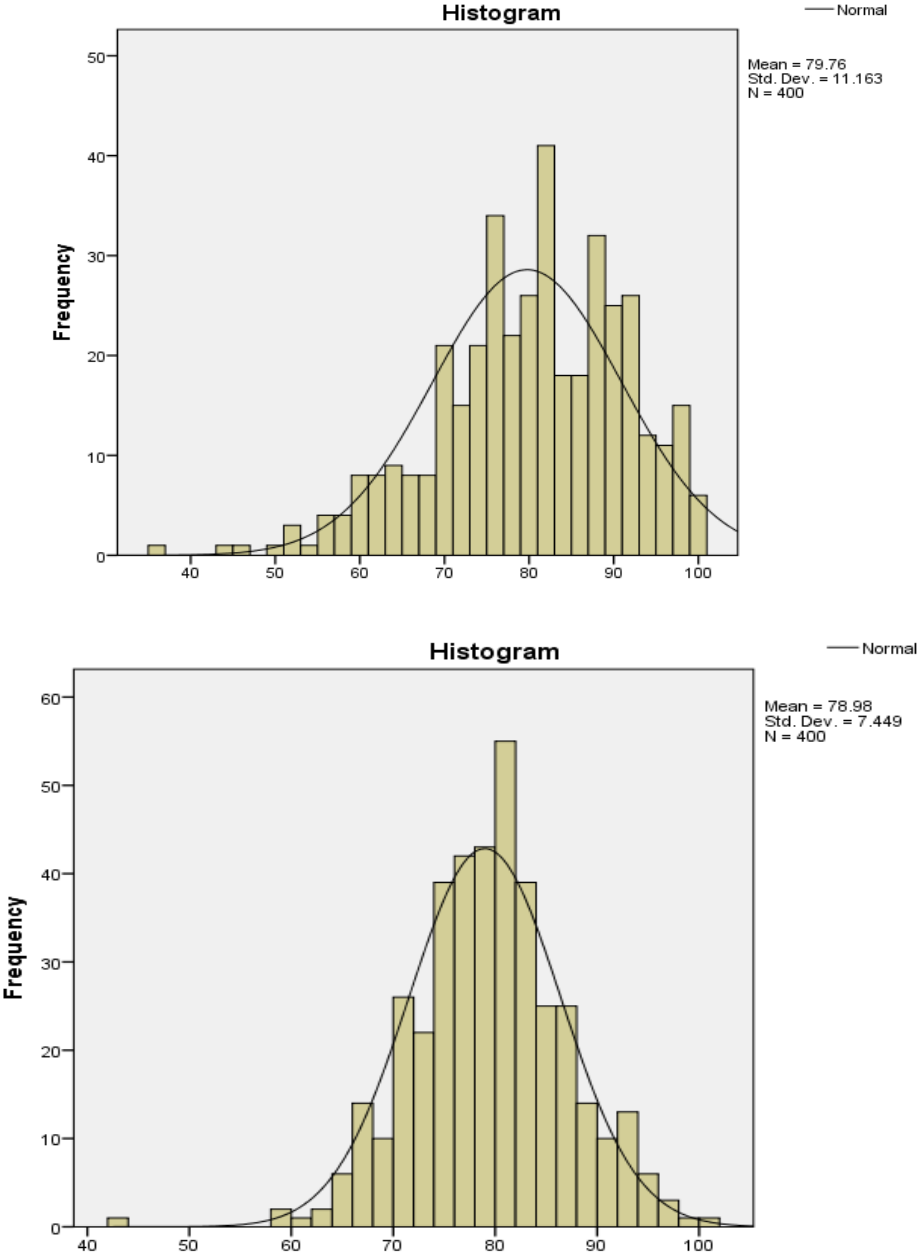 Histogram
Normal
Mean = 79.76
Std. Dev. = 11.163
N = 400
50
40
30
20
10
0
Frequency
40 50 60 70 80 90 100
Histogram
Normal
Mean = 78.98
Std. Dev. = 7.449
N = 400
60
50
40
30
20
10
0
Frequency
40 50 60 70 80 90 100